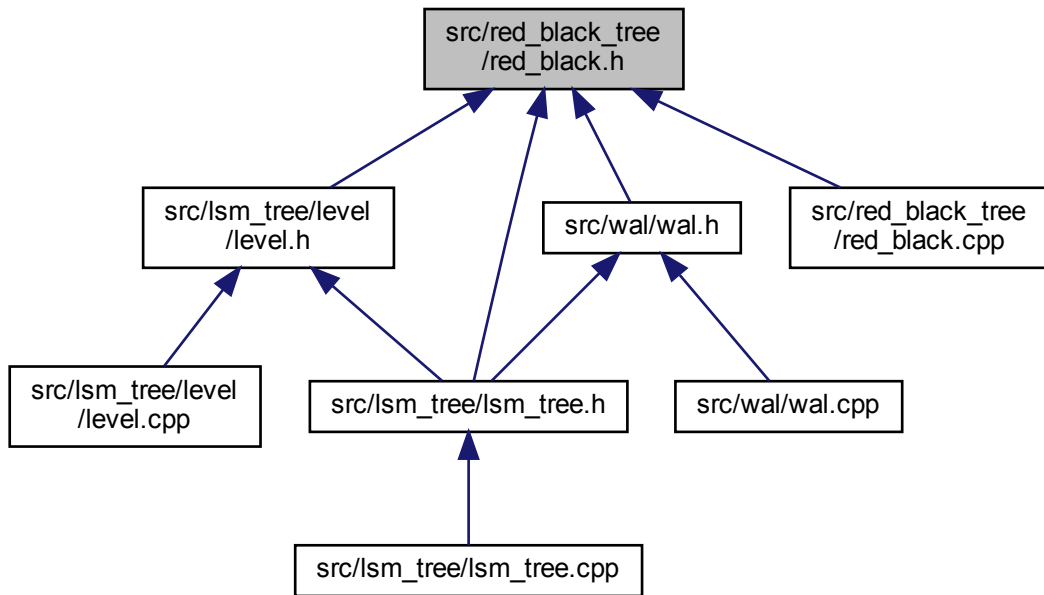 src/red_black_tree
/red_black.h
src/lsm_tree/level
/level.h
src/wal/wal.h
src/red_black_tree
/red_black.cpp
src/lsm_tree/level
/level.cpp
src/lsm_tree/lsm_tree.h
src/wal/wal.cpp
src/lsm_tree/lsm_tree.cpp